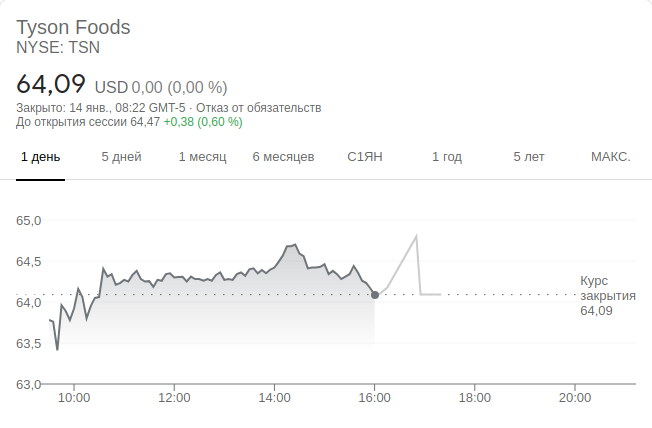 Tyson Foods
NYSE: TSN
64,09 USD 0,00 (0,00 %)
Закрыто: 14 янв., 08:22 GMT-5 · Отказ от обязательств
До открытия сессии 64,47 +0,38 (0,60 %)
1 день 5 дней 1 месяц 6 месяцев С1ЯН 1 год 5 лет МАКС.
65,0
64,5
Курс
64,0 закрытия
64,09
63,5
63,0
10:00 12:00 14:00 16:00 18:00 20:00